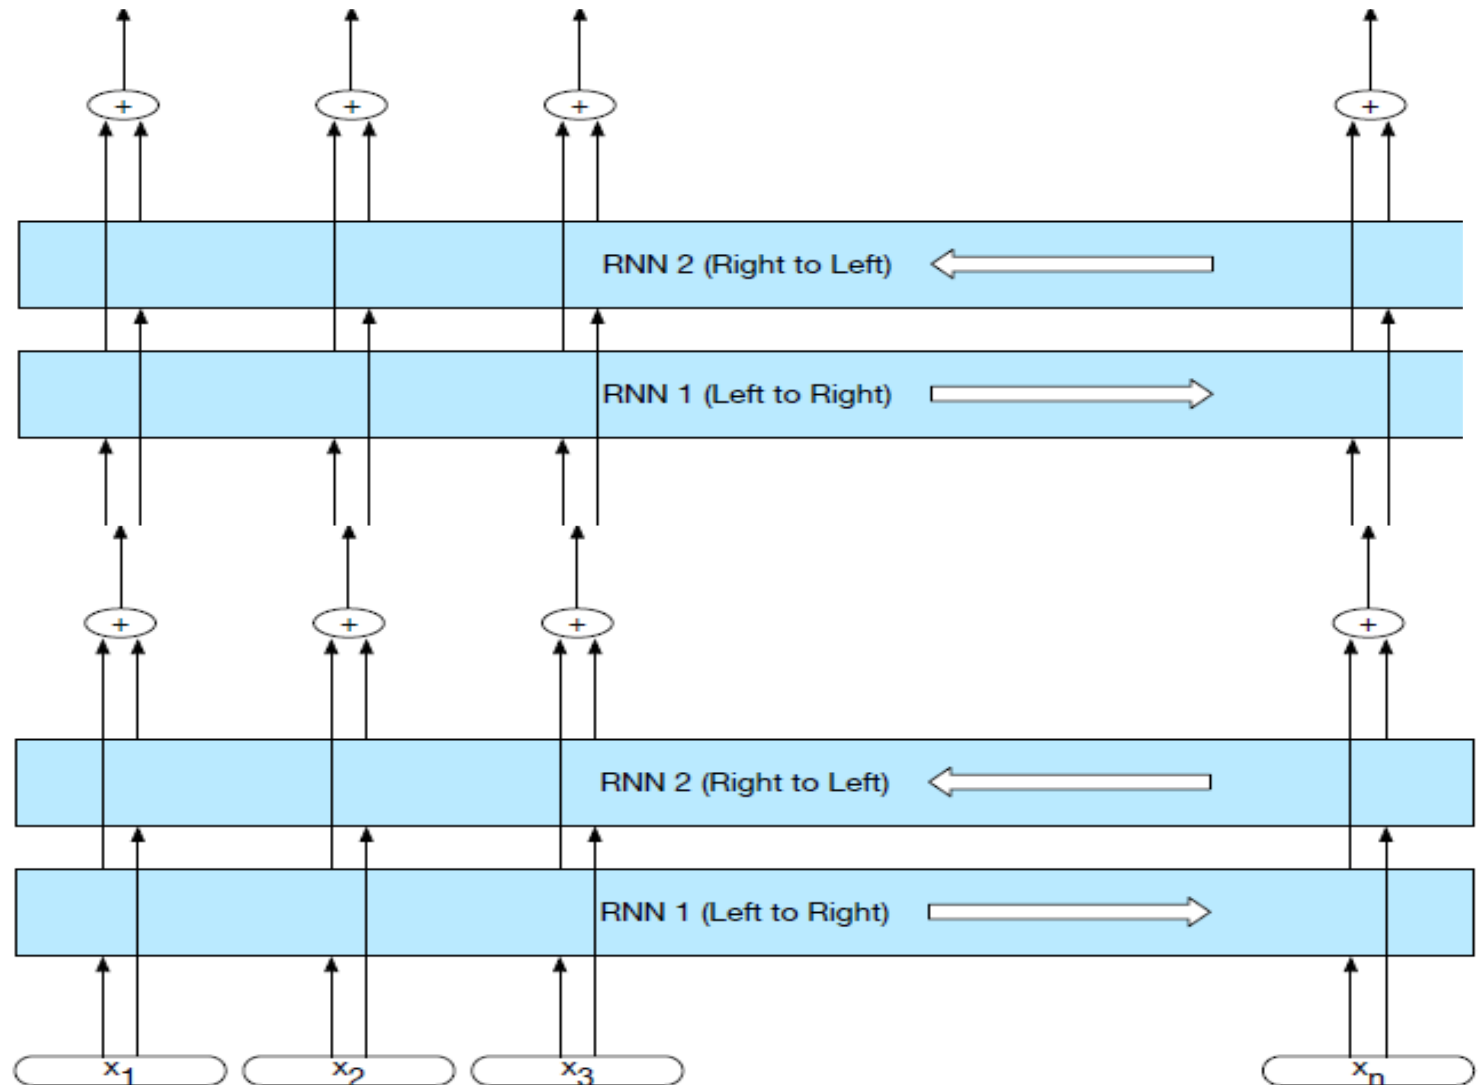 + + + +
RNN 2 (Right to Left)
RNN 1 (Left to Right)
+ + + +
RNN 2 (Right to Left)
RNN 1 (Left to Right)
x1 x2 x3 xn